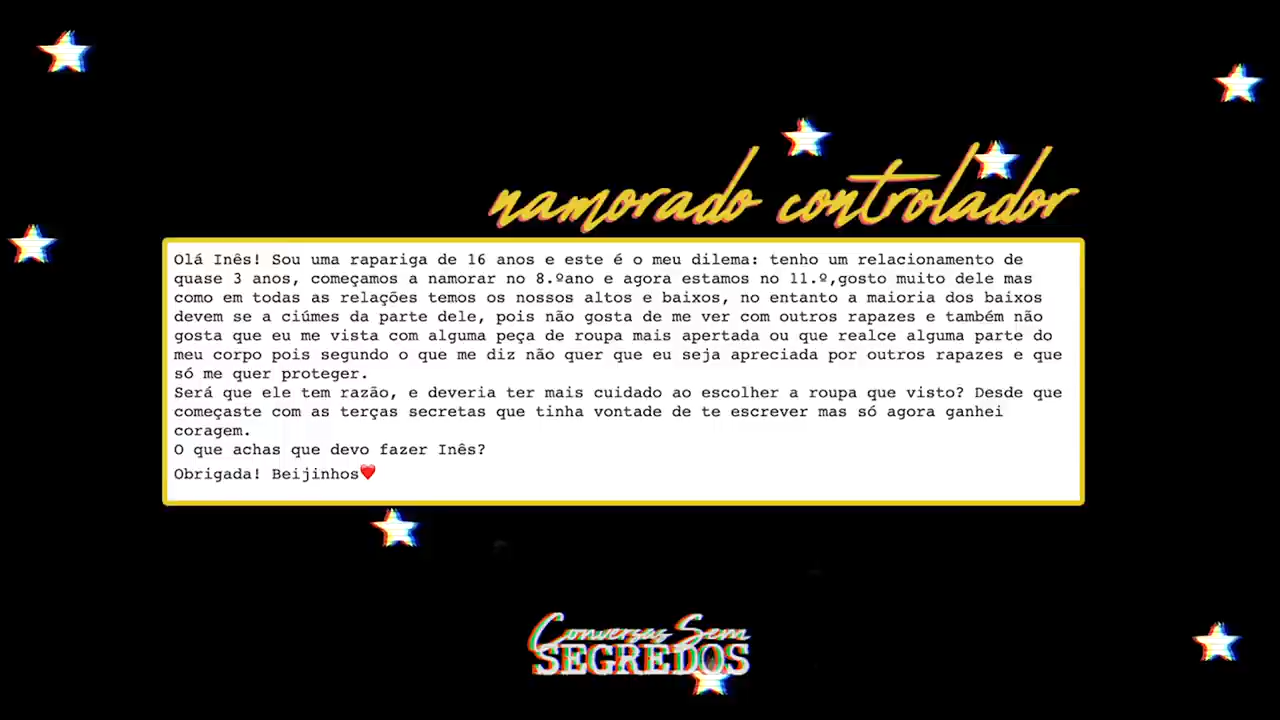 namorado controlador
Olá Inês! Sou uma rapariga de 16 anos e este é o meu dilema: tenho um relacionamento de
quase 3 anos, começamos a namorar no 8.ºano e agora estamos no 11.º,gosto muito dele mas
como em todas as relações temos os nossos altos e baixos, no entanto a maioria dos baixos
devem se a ciúmes da parte dele, pois não gosta de me ver com outros rapazes e também não
gosta que eu me vista com alguma peça de roupa mais apertada ou que realce alguma parte do
meu corpo pois segundo o que me diz não quer que eu seja apreciada por outros rapazes e que
só me quer proteger.
Será que ele tem razão, e deveria ter mais cuidado ao escolher a roupa que visto? Desde que
começaste com as terças secretas que tinha vontade de te escrever mas só agora ganhei
coragem.
O que achas que devo fazer Inês?
Obrigada! Beijinhos❤️
Conversas Sem
SEGREDOS